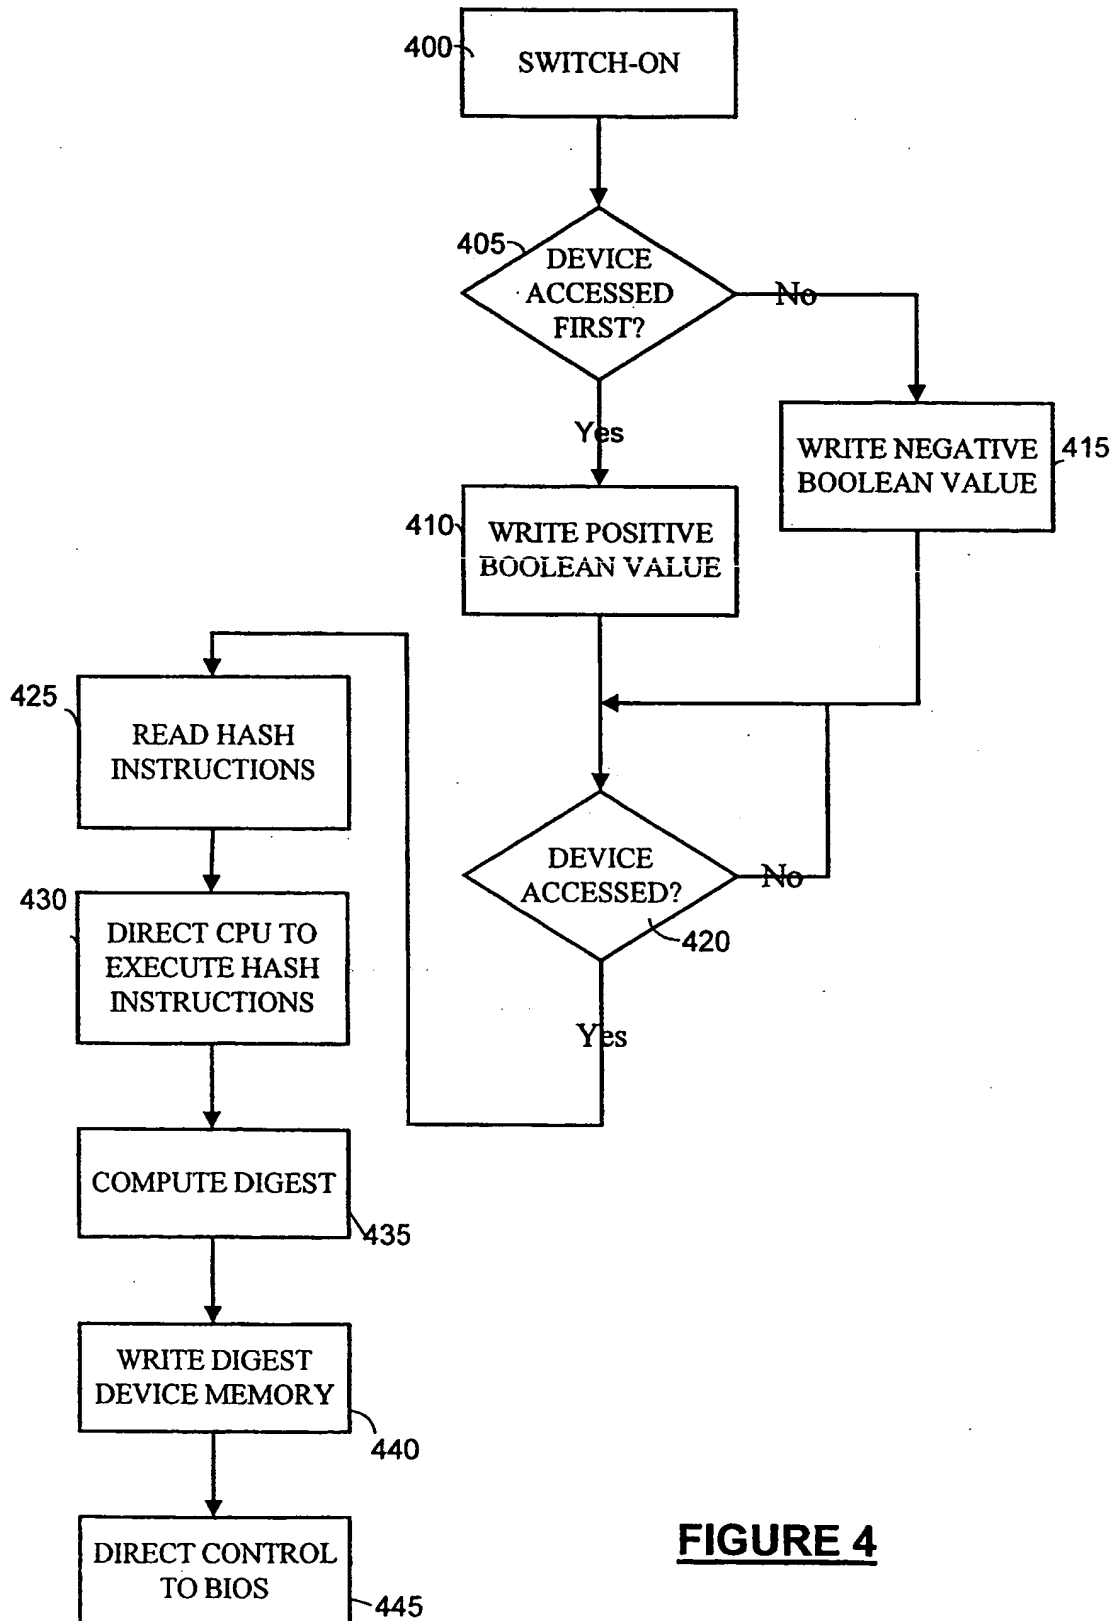 400
SWITCH-ON
405
DEVICE
ACCESSED
FIRST?
No
Yes
WRITE NEGATIVE
BOOLEAN VALUE
415
410
WRITE POSITIVE
BOOLEAN VALUE
425
READ HASH
INSTRUCTIONS
DEVICE
ACCESSED?
No
420
Yes
430
DIRECT CPU TO
EXECUTE HASH
INSTRUCTIONS
COMPUTE DIGEST
435
WRITE DIGEST
DEVICE MEMORY
440
DIRECT CONTROL
TO BIOS
445
FIGURE 4